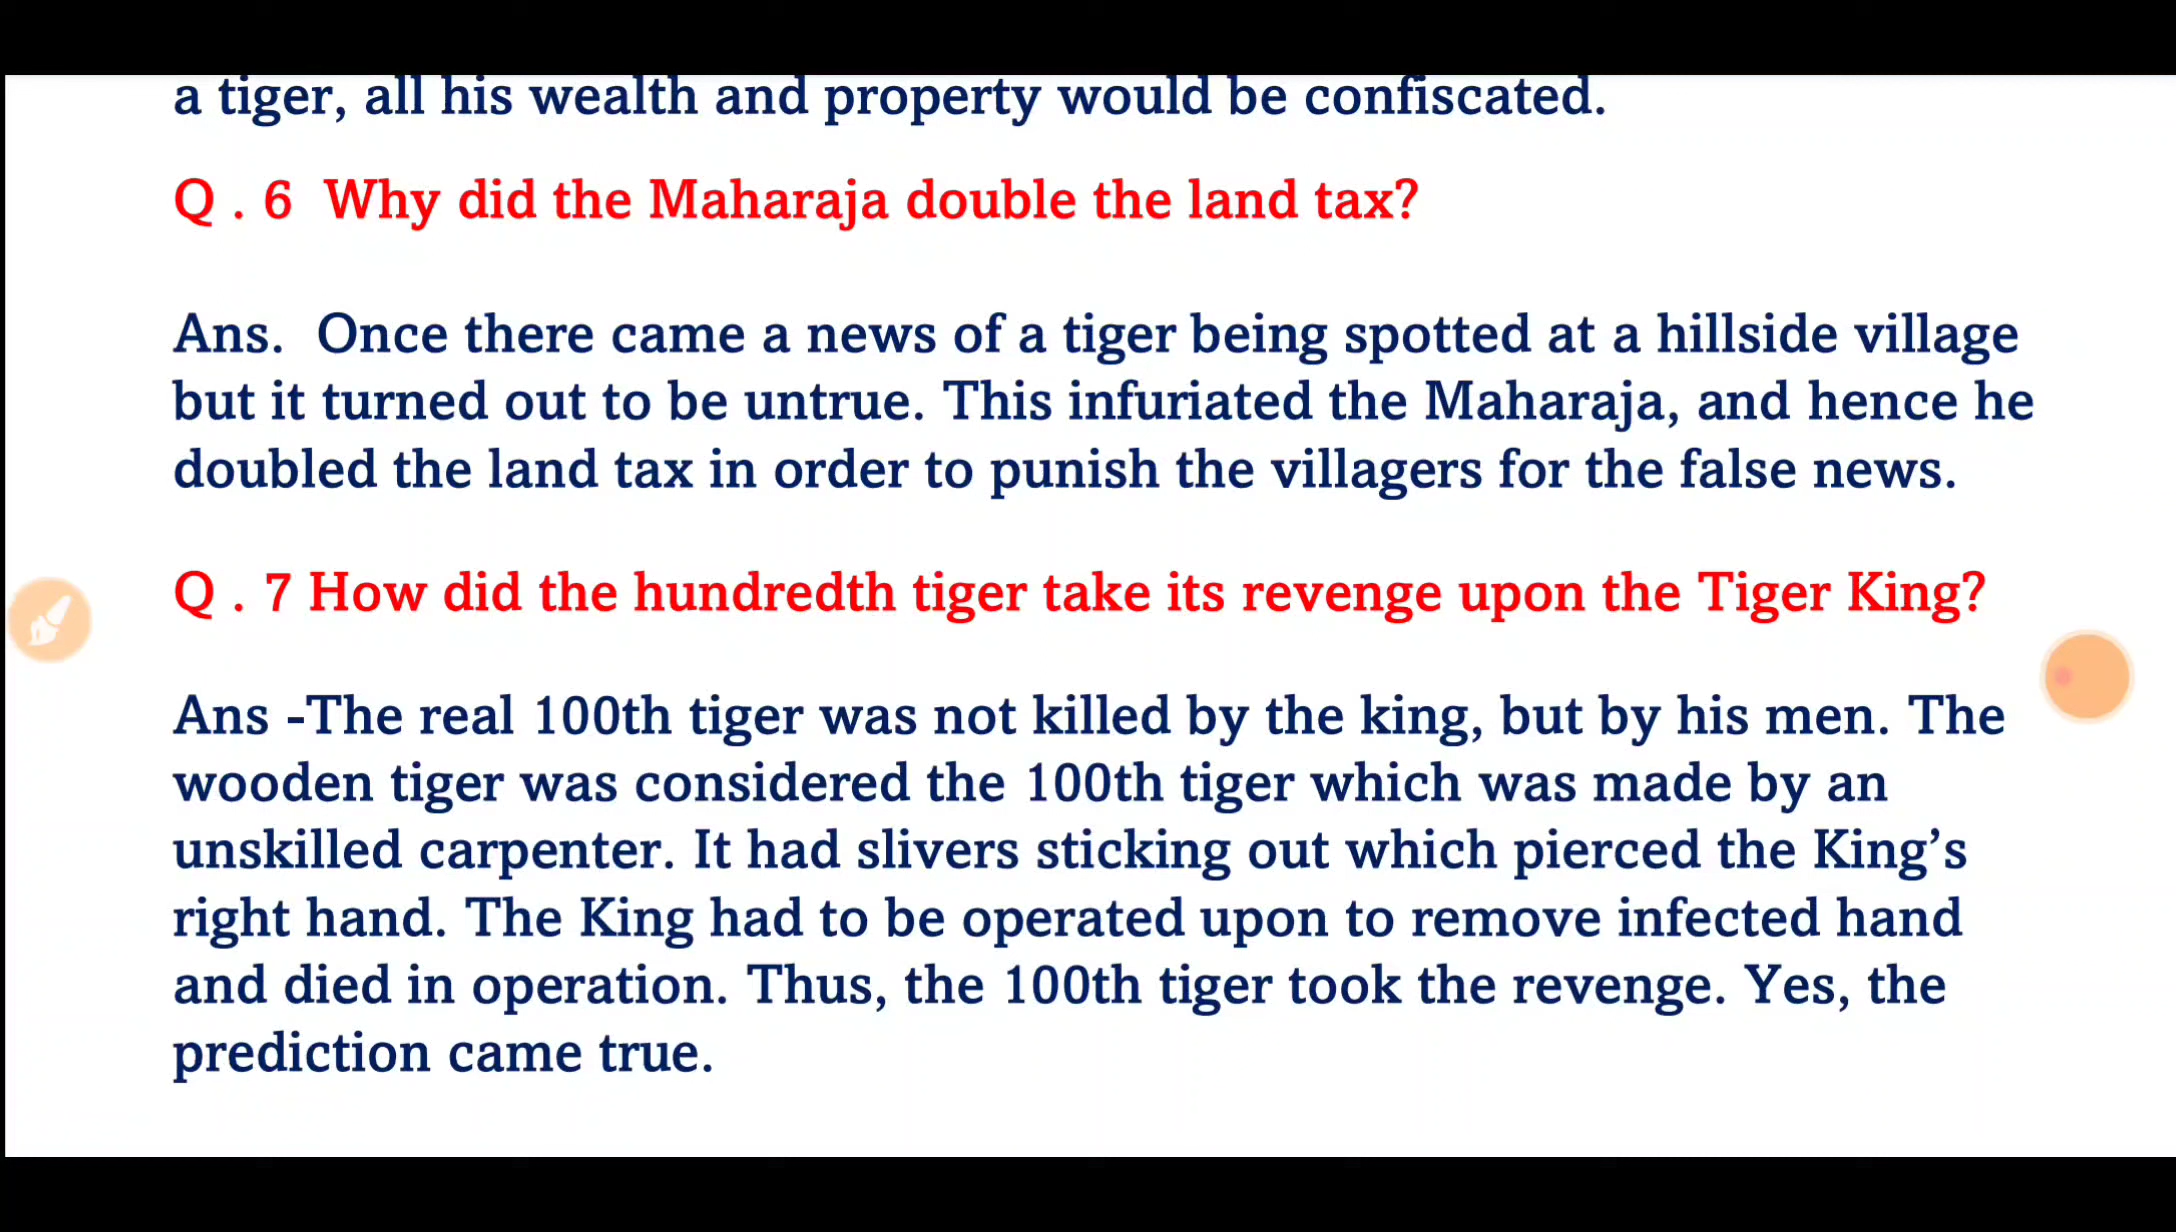 a tiger, all his wealth and property would be confiscated.
Q . 6  Why did the Maharaja double the land tax?
Ans.  Once there came a news of a tiger being spotted at a hillside village
but it turned out to be untrue. This infuriated the Maharaja, and hence he
doubled the land tax in order to punish the villagers for the false news.
Q . 7 How did the hundredth tiger take its revenge upon the Tiger King?
Ans -The real 100th tiger was not killed by the king, but by his men. The
wooden tiger was considered the 100th tiger which was made by an
unskilled carpenter. It had slivers sticking out which pierced the King’s
right hand. The King had to be operated upon to remove infected hand
and died in operation. Thus, the 100th tiger took the revenge. Yes, the
prediction came true.